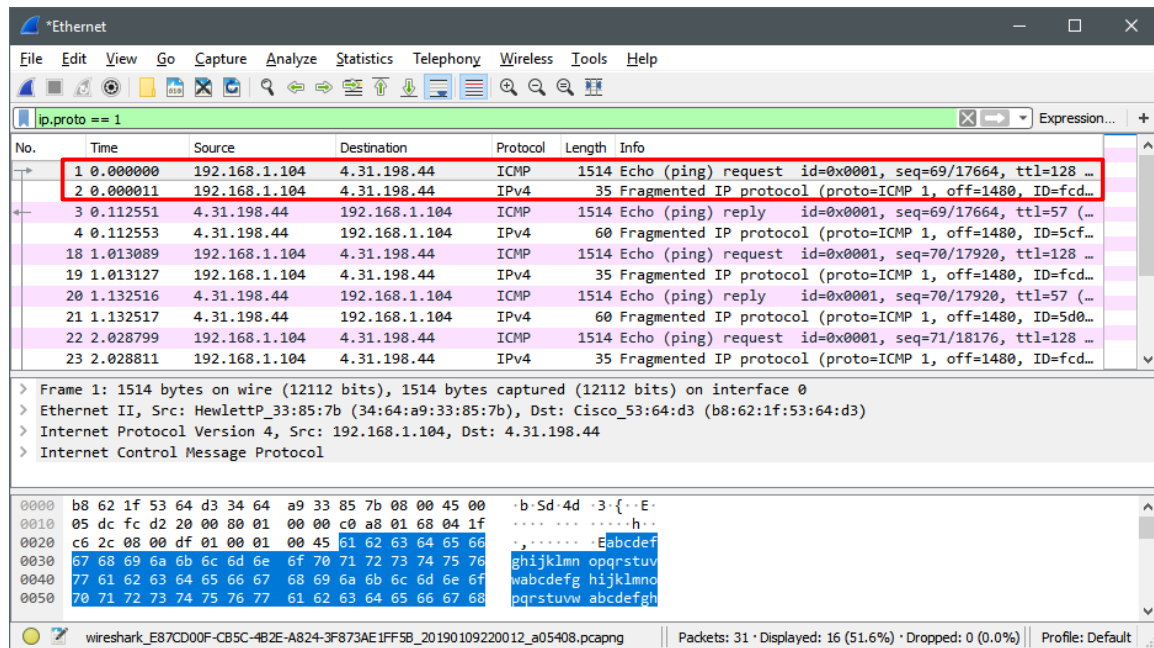 *Ethernet
File Edit View Go Capture Analyze Statistics Telephony Wireless Tools Help
ip.proto == 1 Expression... +
No. Time Source Destination Protocol Length Info
1 0.000000 192.168.1.104 4.31.198.44 ICMP 1514 Echo (ping) request id=0x0001, seq=69/17664, ttl=128 …
2 0.000011 192.168.1.104 4.31.198.44 IPv4 35 Fragmented IP protocol (proto=ICMP 1, off=1480, ID=fcd…
3 0.112551 4.31.198.44 192.168.1.104 ICMP 1514 Echo (ping) reply id=0x0001, seq=69/17664, ttl=57 (…
4 0.112553 4.31.198.44 192.168.1.104 IPv4 60 Fragmented IP protocol (proto=ICMP 1, off=1480, ID=5cf…
18 1.013089 192.168.1.104 4.31.198.44 ICMP 1514 Echo (ping) request id=0x0001, seq=70/17920, ttl=128 …
19 1.013127 192.168.1.104 4.31.198.44 IPv4 35 Fragmented IP protocol (proto=ICMP 1, off=1480, ID=fcd…
20 1.132516 4.31.198.44 192.168.1.104 ICMP 1514 Echo (ping) reply id=0x0001, seq=70/17920, ttl=57 (…
21 1.132517 4.31.198.44 192.168.1.104 IPv4 60 Fragmented IP protocol (proto=ICMP 1, off=1480, ID=5d0…
22 2.028799 192.168.1.104 4.31.198.44 ICMP 1514 Echo (ping) request id=0x0001, seq=71/18176, ttl=128 …
23 2.028811 192.168.1.104 4.31.198.44 IPv4 35 Fragmented IP protocol (proto=ICMP 1, off=1480, ID=fcd…
> Frame 1: 1514 bytes on wire (12112 bits), 1514 bytes captured (12112 bits) on interface 0
> Ethernet II, Src: HewlettP_33:85:7b (34:64:a9:33:85:7b), Dst: Cisco_53:64:d3 (b8:62:1f:53:64:d3)
> Internet Protocol Version 4, Src: 192.168.1.104, Dst: 4.31.198.44
> Internet Control Message Protocol
0000 b8 62 1f 53 64 d3 34 64 a9 33 85 7b 08 00 45 00 ·b·Sd·4d ·3·{··E·
0010 05 dc fc d2 20 00 80 01 00 00 c0 a8 01 68 04 1f ···· ··· ·····h··
0020 c6 2c 08 00 df 01 00 01 00 45 61 62 63 64 65 66 ·,······ ·Eabcdef
0030 67 68 69 6a 6b 6c 6d 6e 6f 70 71 72 73 74 75 76 ghijklmn opqrstuv
0040 77 61 62 63 64 65 66 67 68 69 6a 6b 6c 6d 6e 6f wabcdefg hijklmno
0050 70 71 72 73 74 75 76 77 61 62 63 64 65 66 67 68 pqrstuvw abcdefgh
wireshark_E87CD00F-CB5C-4B2E-A824-3F873AE1FF5B_20190109220012_a05408.pcapng Packets: 31 · Displayed: 16 (51.6%) · Dropped: 0 (0.0%) Profile: Default